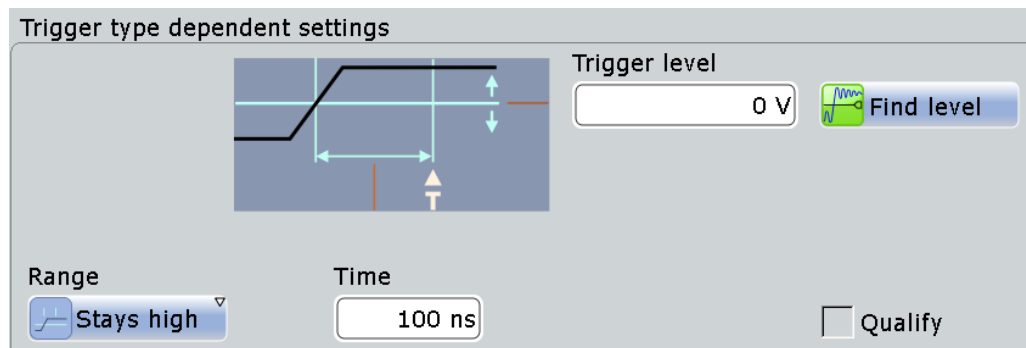 Trigger type dependent settings
Trigger level
0 V
Find level
T
Range
Time
Stays high
100 ns
Qualify